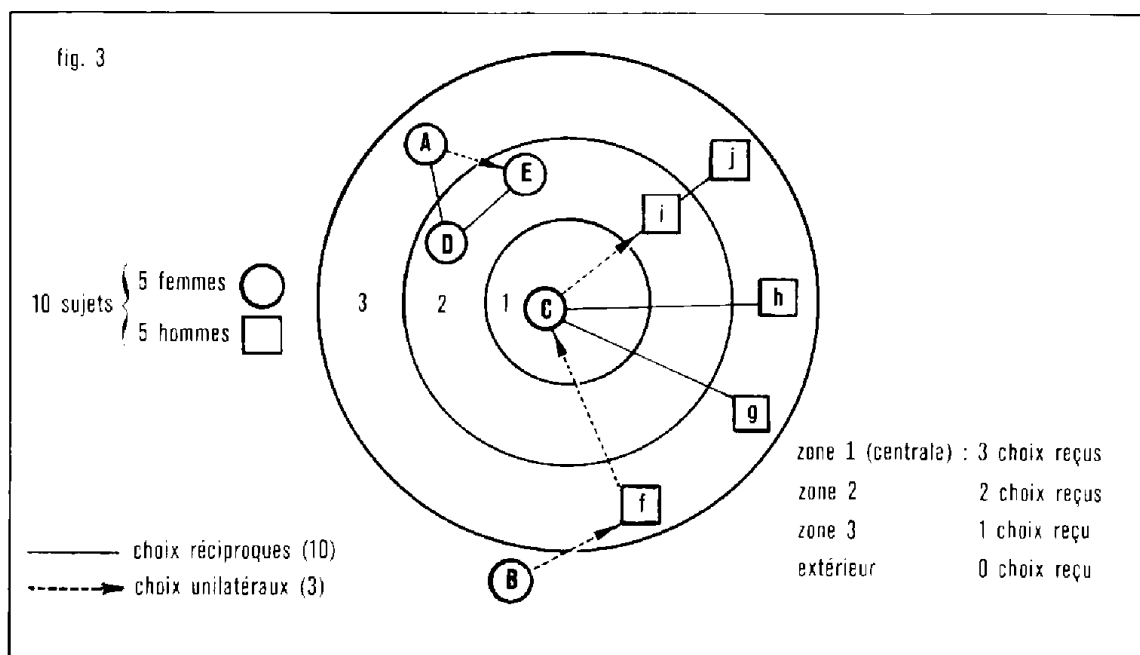 fig. 3
A
E
D
j
i
10 sujets
5 femmes
5 hommes
3
2
1
C
h
g
f
B
zone 1 (centrale) : 3 choix reçus
zone 2 2 choix reçus
zone 3 1 choix reçu
extérieur 0 choix reçu
choix réciproques (10)
choix unilatéraux (3)